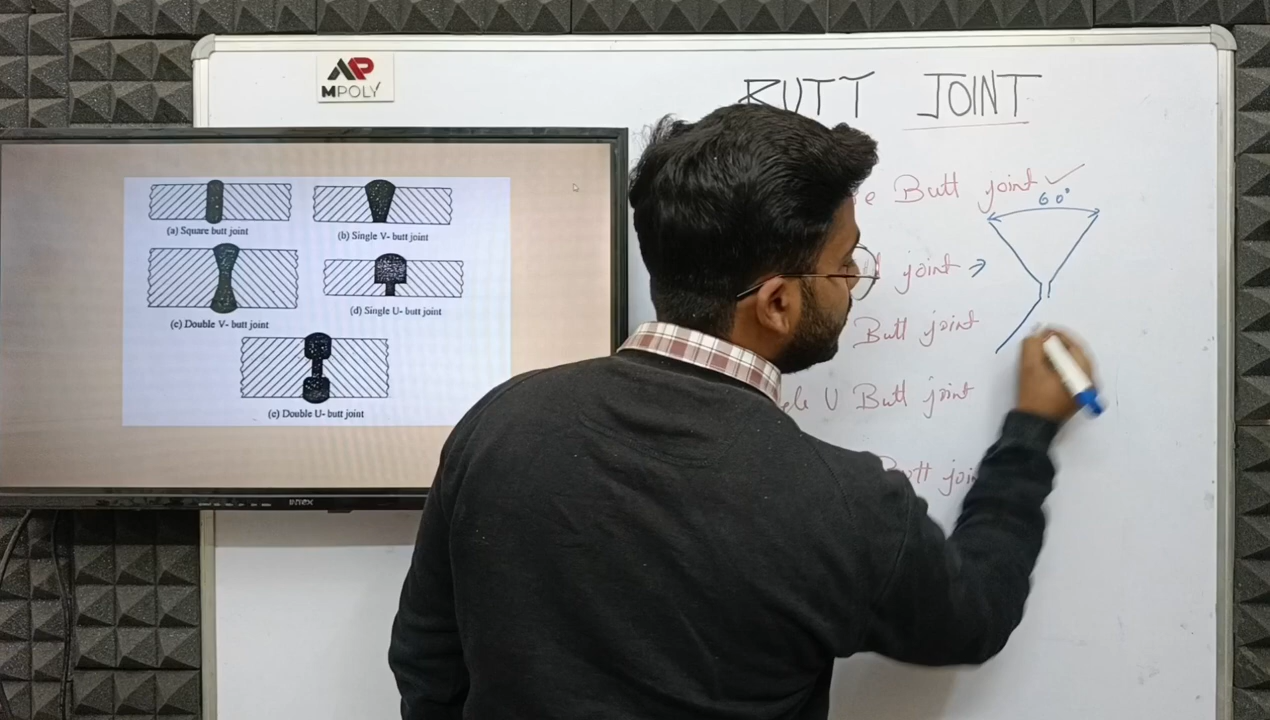 MPOLY
BUTT JOINT
(a) Square butt joint
(b) Single V- butt joint
(c) Double V- butt joint
(d) Single U- butt joint
(e) Double U- butt joint
Intex
Butt joint ✓
60°
joint →
Butt joint
U Butt joint